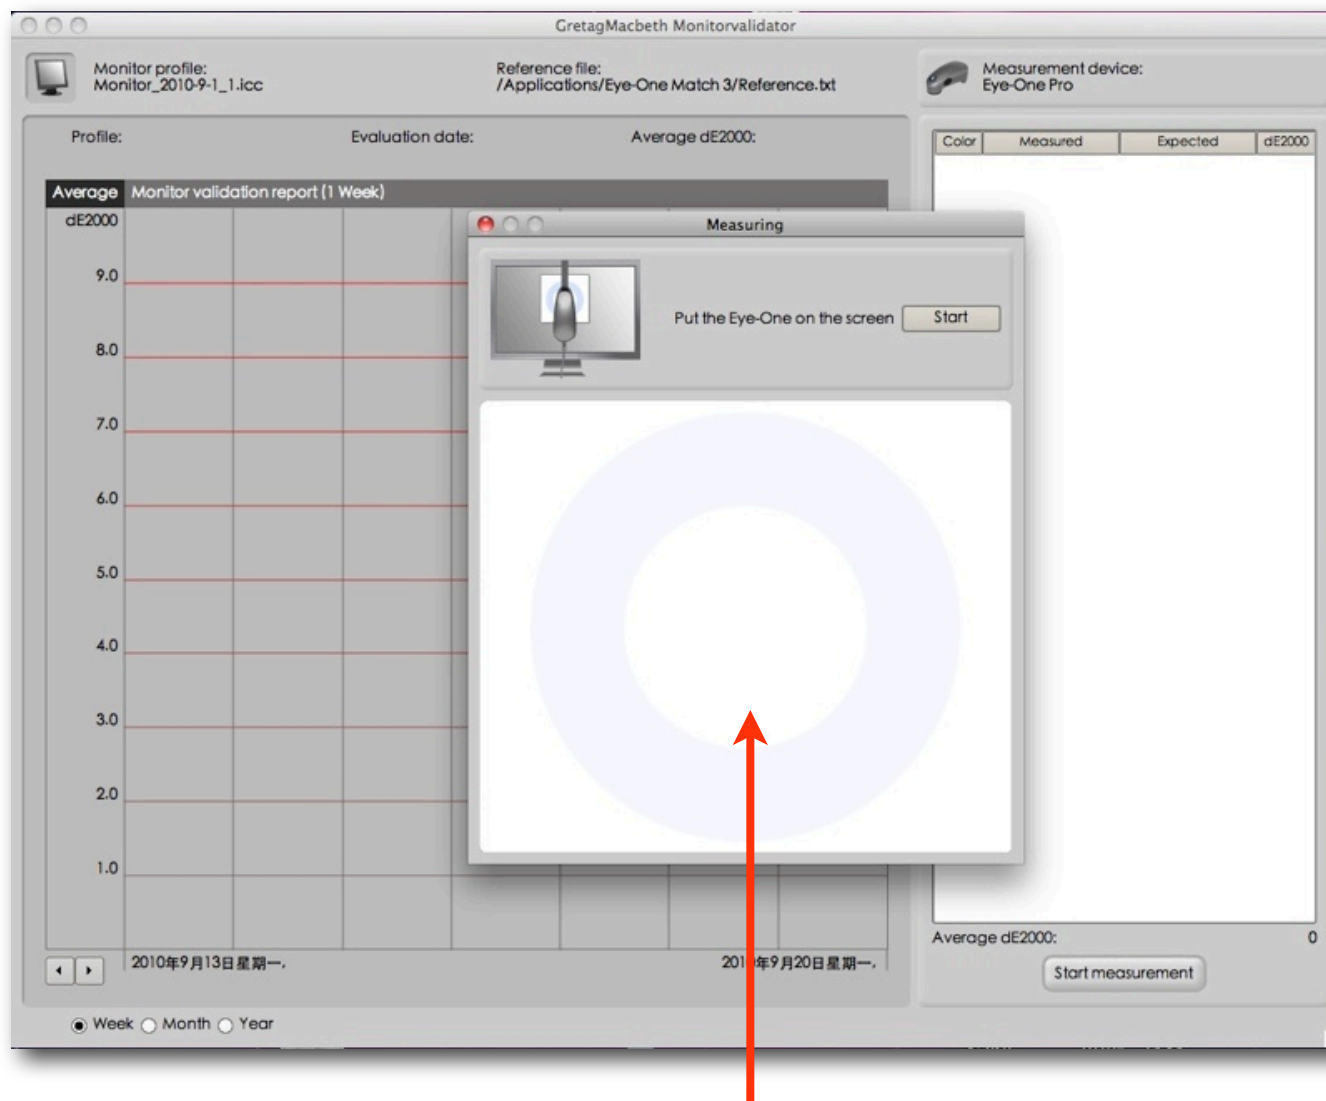 GretagMacbeth Monitorvalidator
Monitor profile:
Monitor_2010-9-1_1.icc
Reference file:
/Applications/Eye-One Match 3/Reference.txt
Measurement device:
Eye-One Pro
Profile:
Evaluation date:
Average dE2000:
Color Measured Expected dE2000
Average Monitor validation report (1 Week)
dE2000
9.0
8.0
7.0
6.0
5.0
4.0
3.0
2.0
1.0
Measuring
Put the Eye-One on the screen
Start
2010年9月13日星期一.
年9月20日星期一.
Average dE2000: 0
Start measurement
Week Month Year